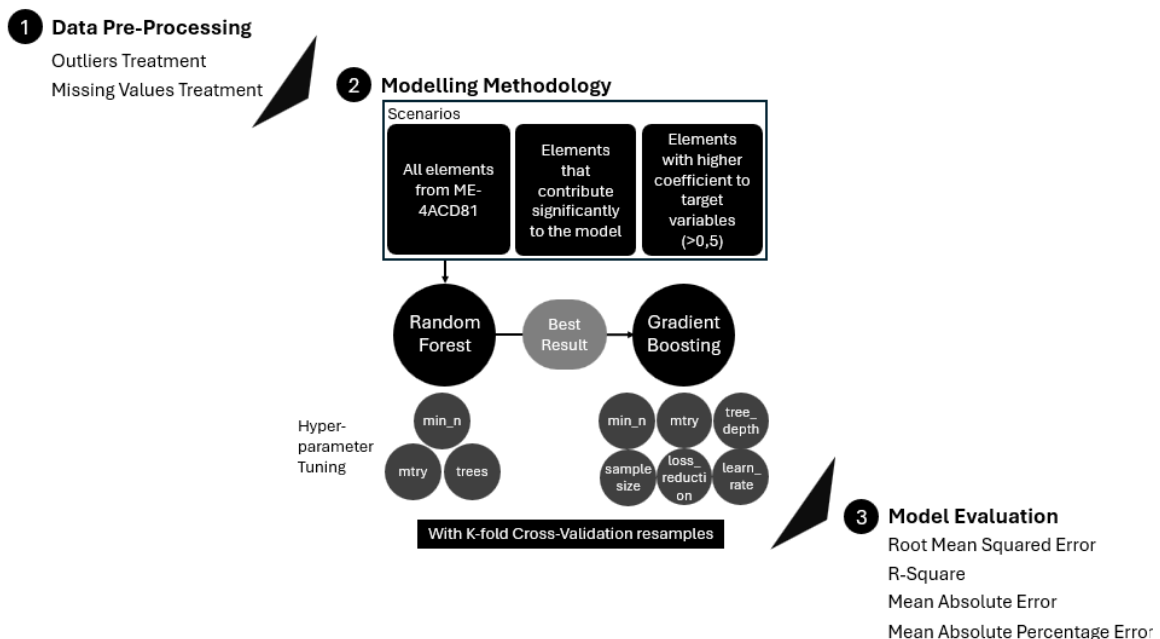 1 Data Pre-Processing
Outliers Treatment
Missing Values Treatment
2 Modelling Methodology
Scenarios
All elements
from ME-
4ACD81
Elements
that
contribute
significantly
to the model
Elements
with higher
coefficient to
target
variables
(>0,5)
Random
Forest
Best
Result
Gradient
Boosting
Hyper-
parameter
Tuning
min_n
mtry
trees
min_n
mtry
tree_
depth
sample
size
loss_
reducti
on
learn_
rate
With K-fold Cross-Validation resamples
3 Model Evaluation
Root Mean Squared Error
R-Square
Mean Absolute Error
Mean Absolute Percentage Error